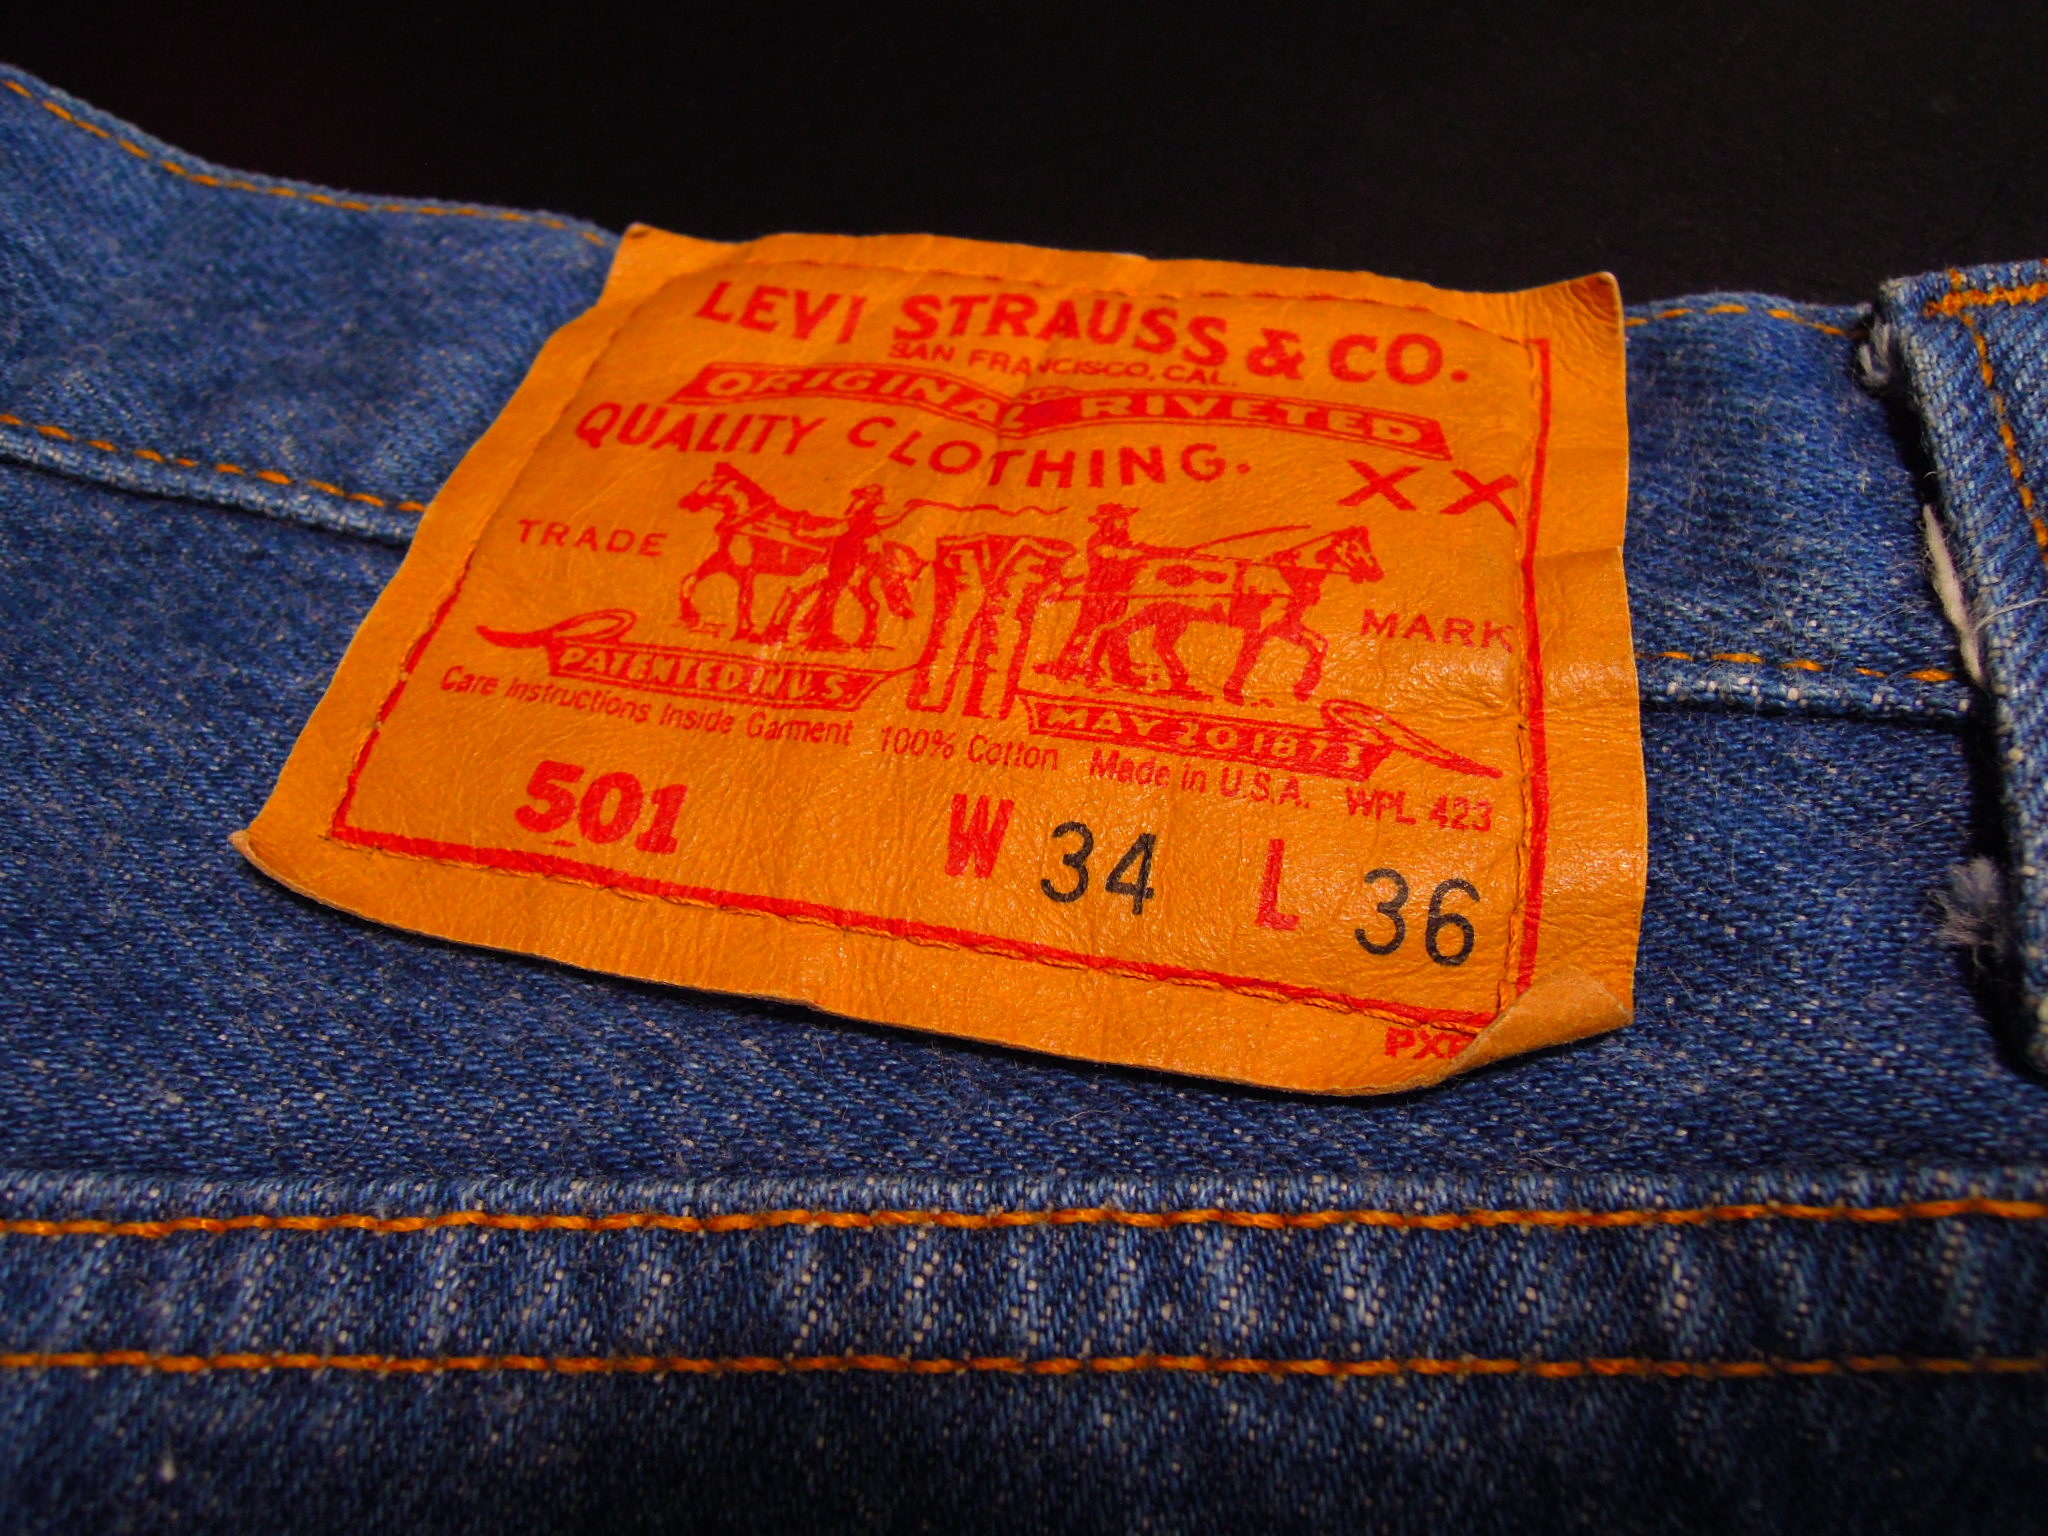 LEVI STRAUSS & CO.
SAN FRANCISCO, CAL.
ORIGINAL RIVETED
QUALITY CLOTHING.
XX
TRADE MARK
PATENTED IN U.S. MAY 20 1873
Care Instructions Inside Garment 100% Cotton Made in U.S.A. WPL 423
501 W 34 L 36